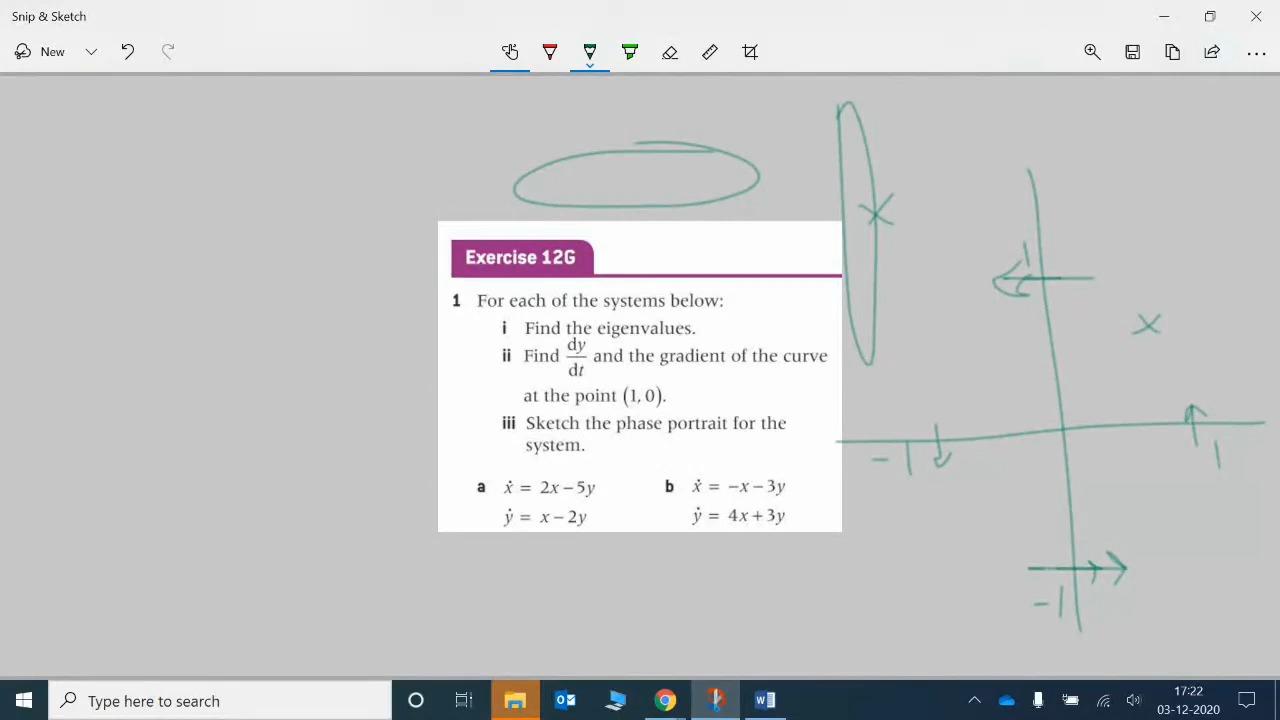 Snip & Sketch
New
Exercise 12G
1 For each of the systems below:
i Find the eigenvalues.
ii Find dy/dt and the gradient of the curve
at the point (1, 0).
iii Sketch the phase portrait for the
system.
a ẋ = 2x − 5y
ẏ = x − 2y
b ẋ = −x − 3y
ẏ = 4x + 3y
1
x
x
−1
1
−1
Type here to search
17:22
03-12-2020